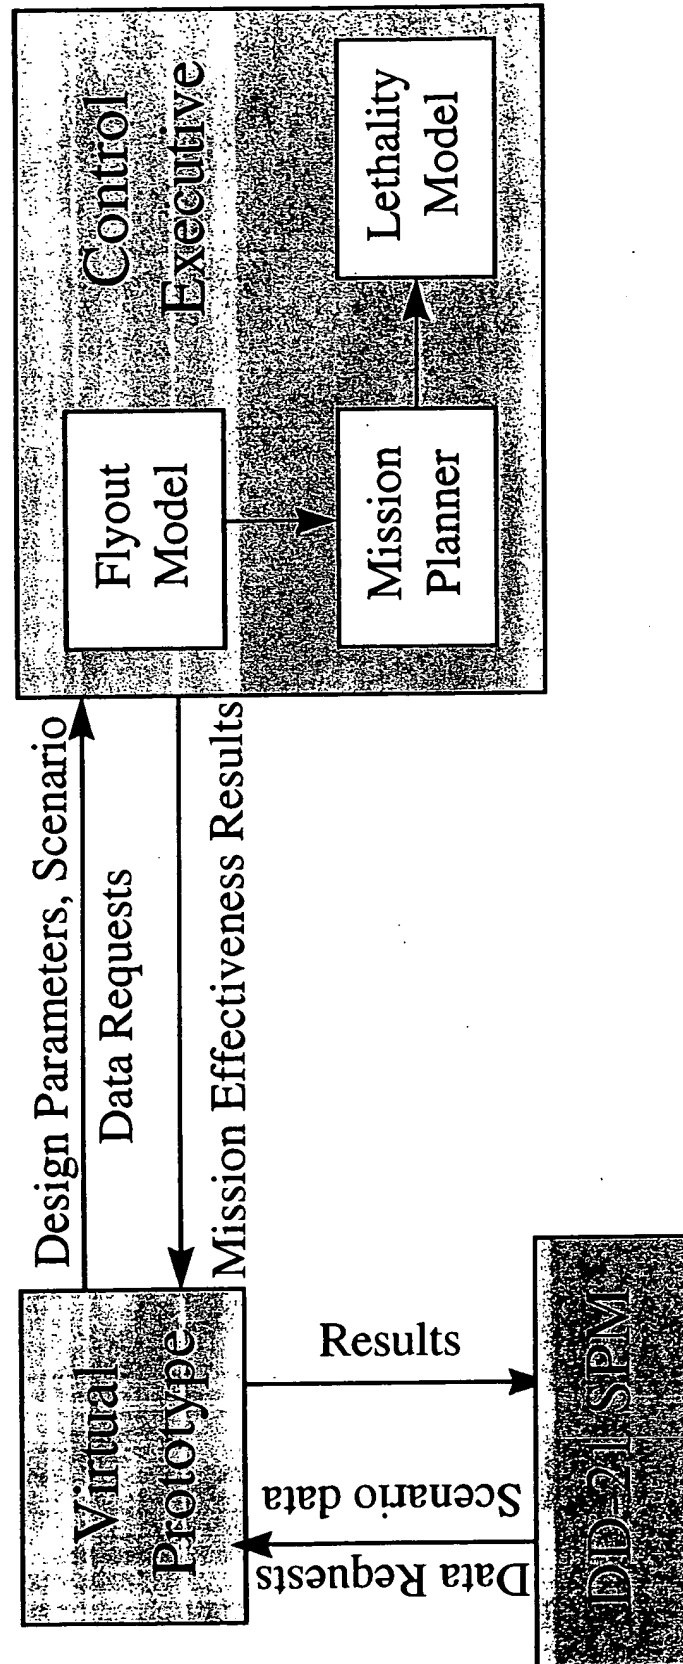 Virtual
Prototype
Design Parameters, Scenario
Data Requests
Mission Effectiveness Results
Control
Executive
Flyout
Model
Mission
Planner
Lethality
Model
Results
Scenario data
Data Requests
DD-21 SPM